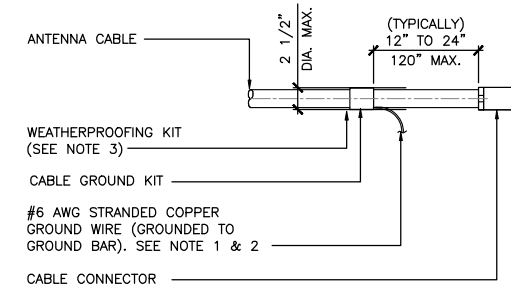 ANTENNA CABLE
2 1/2"
DIA. MAX.
(TYPICALLY)
12" TO 24"
120" MAX.
WEATHERPROOFING KIT
(SEE NOTE 3)
CABLE GROUND KIT
#6 AWG STRANDED COPPER
GROUND WIRE (GROUNDED TO
GROUND BAR). SEE NOTE 1 & 2
CABLE CONNECTOR